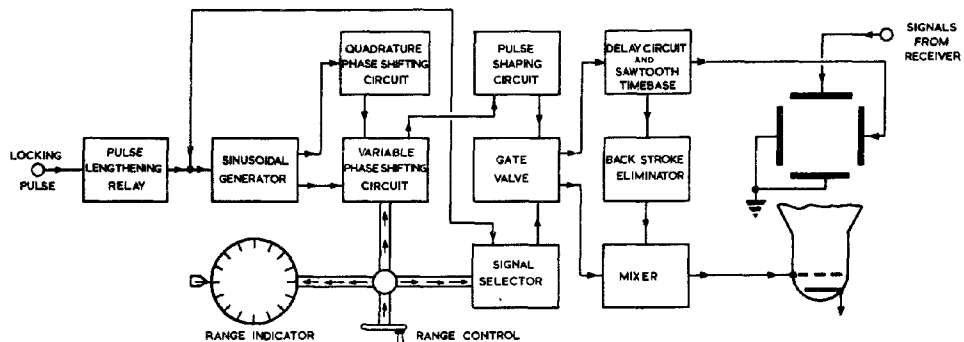 SIGNALS
FROM
RECEIVER
QUADRATURE
PHASE SHIFTING
CIRCUIT
PULSE
SHAPING
CIRCUIT
DELAY CIRCUIT
AND
SAWTOOTH
TIMEBASE
LOCKING
PULSE
PULSE
LENGTHENING
RELAY
SINUSOIDAL
GENERATOR
VARIABLE
PHASE SHIFTING
CIRCUIT
GATE
VALVE
BACK STROKE
ELIMINATOR
SIGNAL
SELECTOR
MIXER
RANGE INDICATOR
RANGE CONTROL